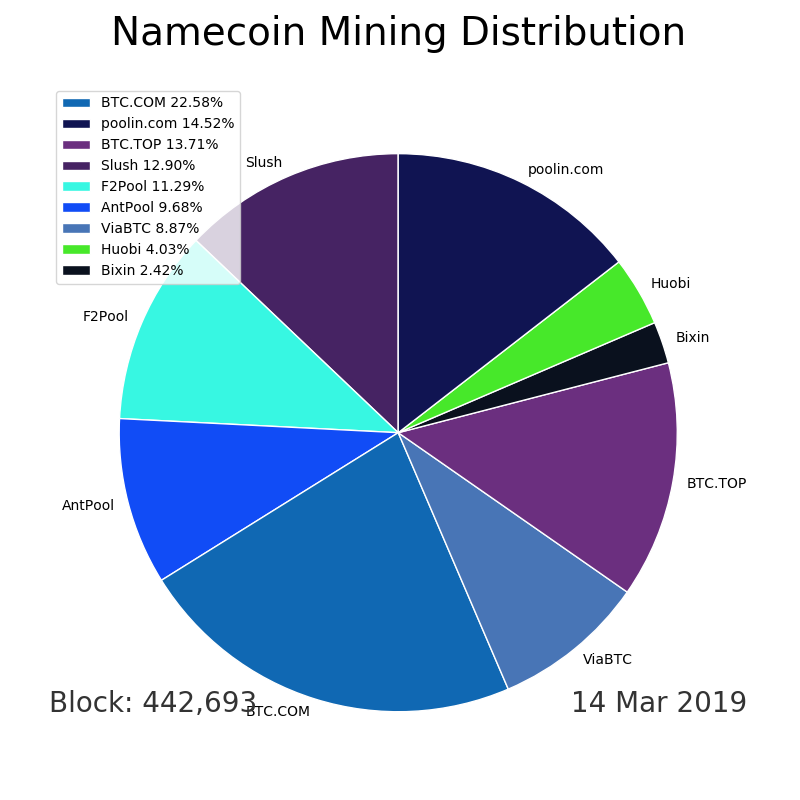 Namecoin Mining Distribution
BTC.COM 22.58%
poolin.com 14.52%
BTC.TOP 13.71%
Slush 12.90%
F2Pool 11.29%
AntPool 9.68%
ViaBTC 8.87%
Huobi 4.03%
Bixin 2.42%
Slush
poolin.com
Huobi
F2Pool
Bixin
BTC.TOP
AntPool
ViaBTC
Block: 442,693
14 Mar 2019
BTC.COM